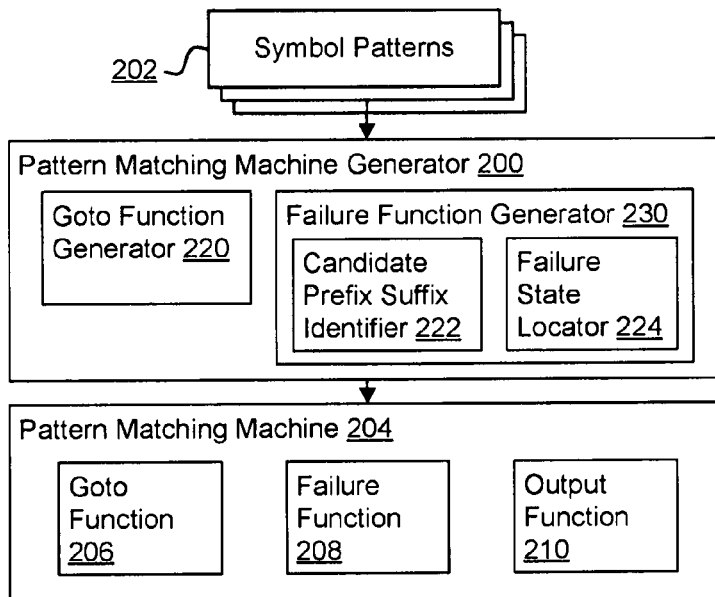 Symbol Patterns
202
Pattern Matching Machine Generator 200
Goto Function
Generator 220
Failure Function Generator 230
Candidate
Prefix Suffix
Identifier 222
Failure
State
Locator 224
Pattern Matching Machine 204
Goto
Function
206
Failure
Function
208
Output
Function
210